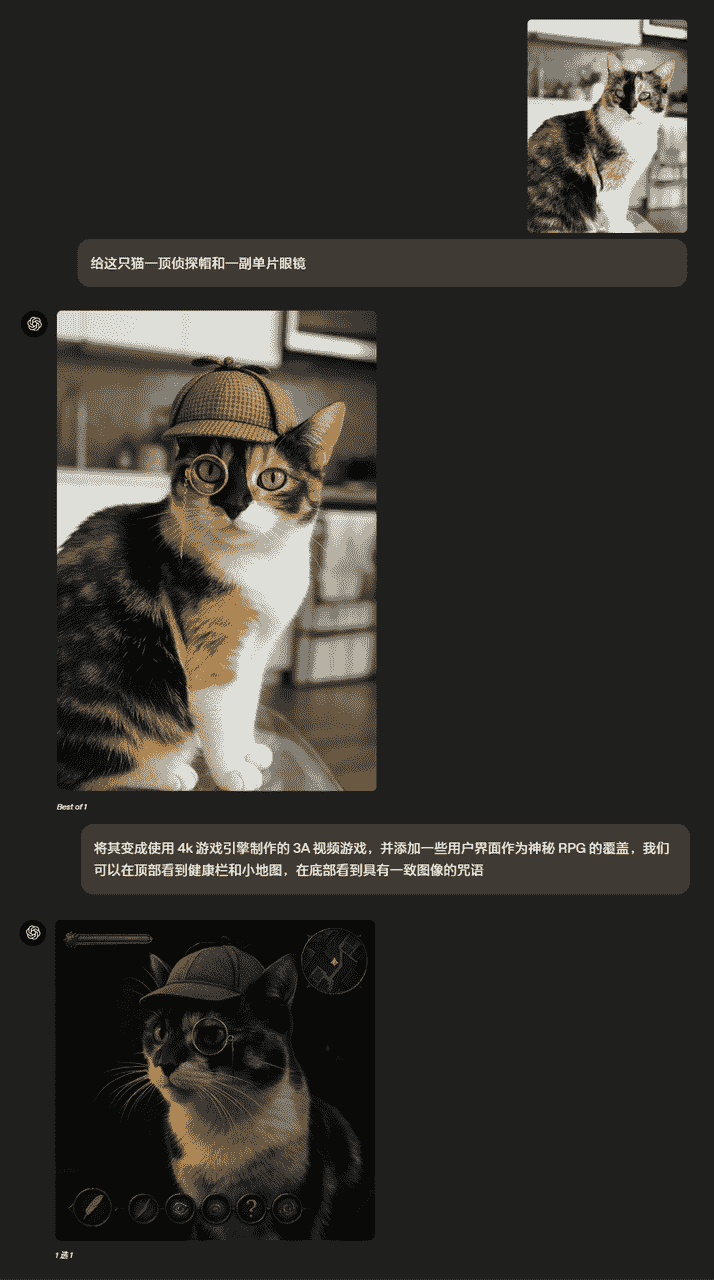 给这只猫一顶侦探帽和一副单片眼镜
Best of 1
将其变成使用 4k 游戏引擎制作的 3A 视频游戏，并添加一些用户界面作为神秘 RPG 的覆盖，我们
可以在顶部看到健康栏和小地图，在底部看到具有一致图像的咒语
?
1 选 1